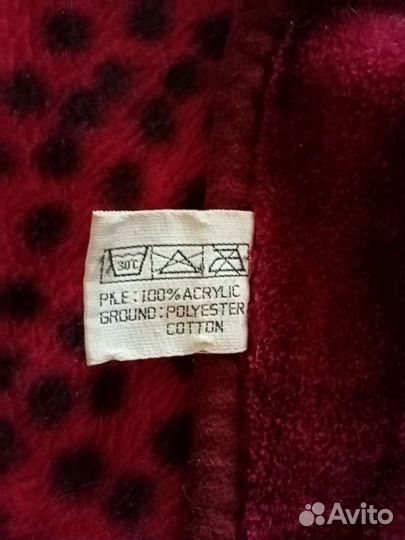 30℃
PILE:100%ACRYLIC
GROUND:POLYESTER
COTTON
Avito